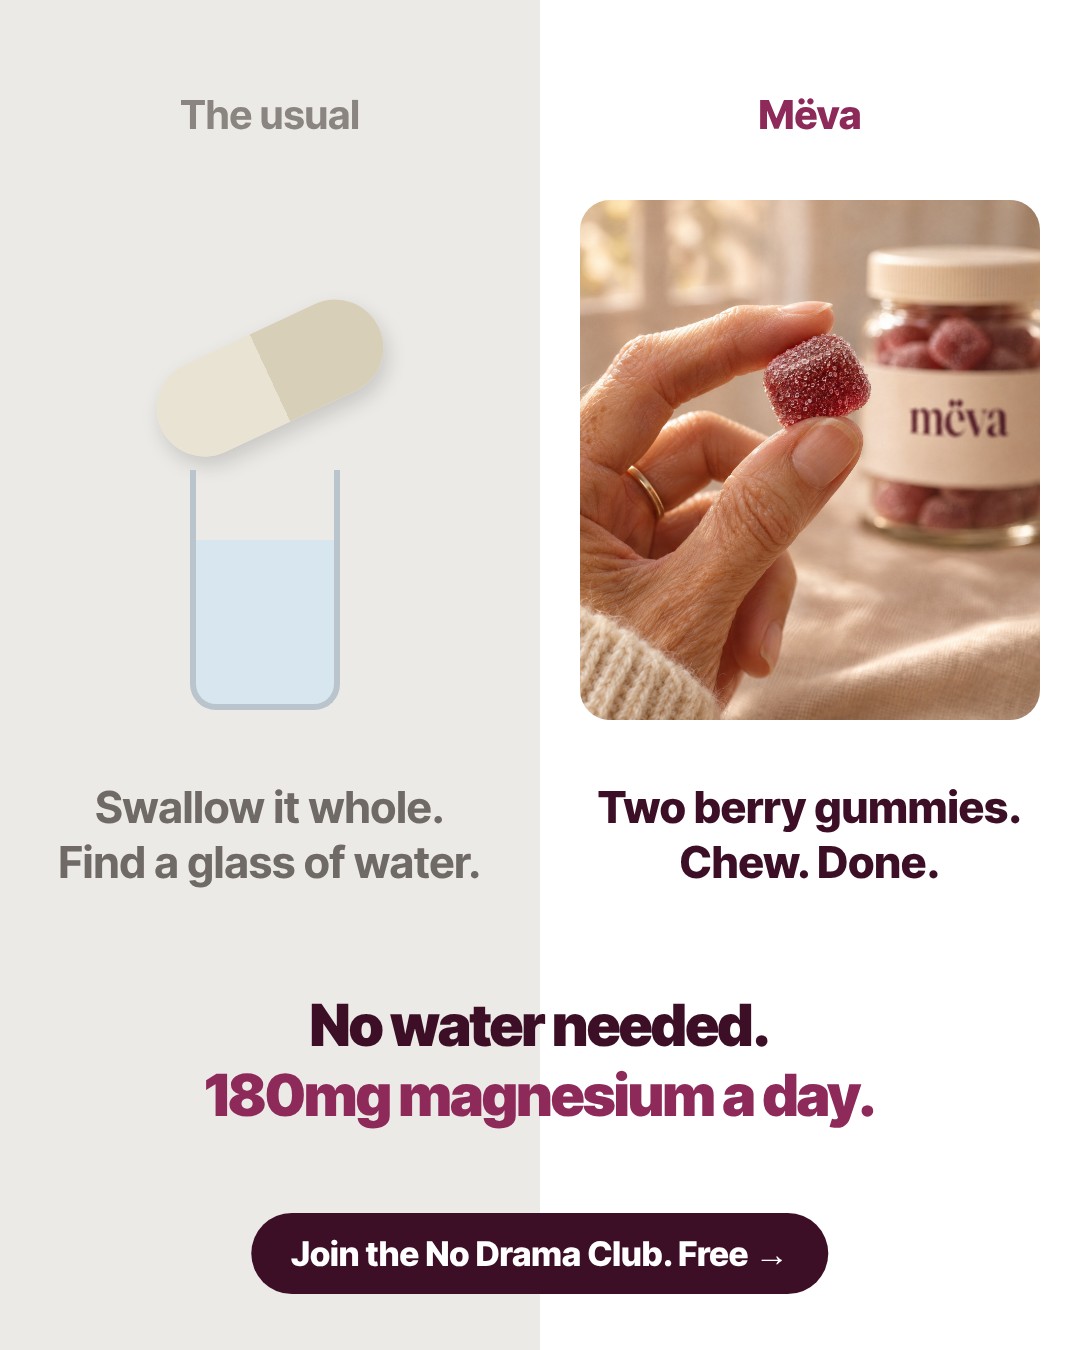 The usual
Mëva
mëva
Swallow it whole.
Find a glass of water.
Two berry gummies.
Chew. Done.
No water needed.
180mg magnesium a day.
Join the No Drama Club. Free →